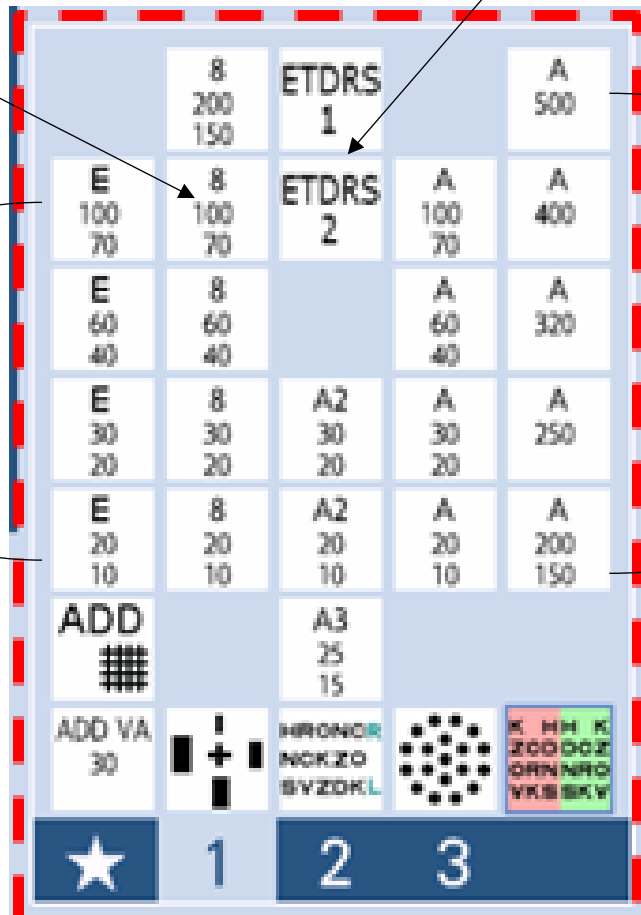 8
200
150
ETDRS
1
A
500
E
100
70
8
100
70
ETDRS
2
A
100
70
A
400
E
60
40
8
60
40
A
60
40
A
320
E
30
20
8
30
20
A2
30
20
A
30
20
A
250
E
20
10
8
20
10
A2
20
10
A
20
10
A
200
150
ADD
A3
25
15
ADD VA
30
HRONCR
NCKZO
SVZDKL
K HH K
ZCO OCZ
ORN NRO
VKS SKV
1
2
3